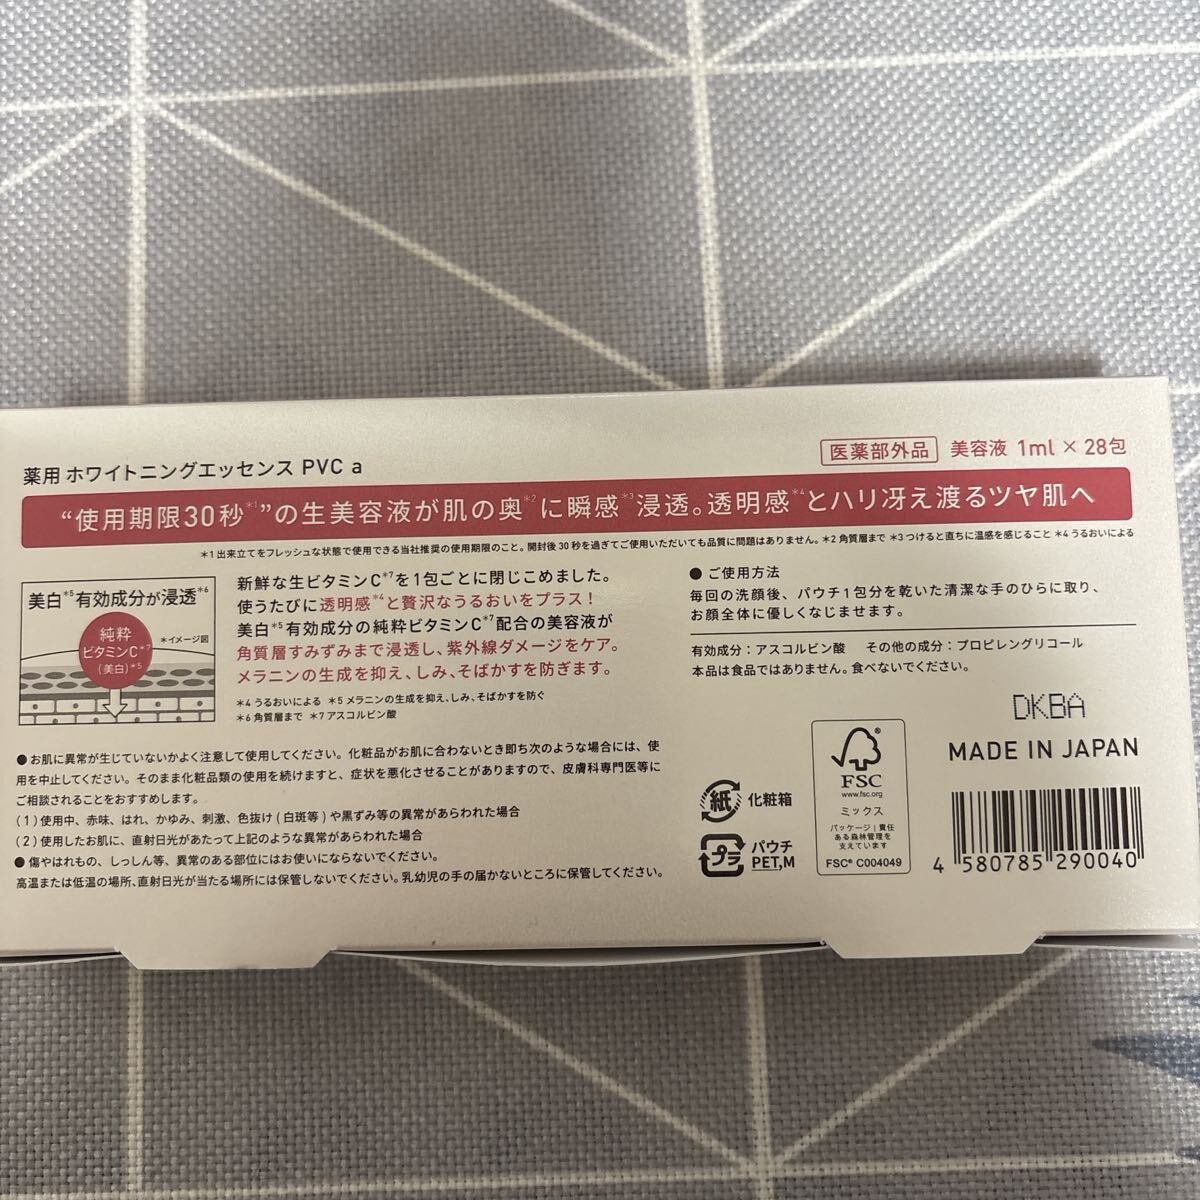 薬用 ホワイトニングエッセンス PVC a
医薬部外品 美容液 1ml × 28包
“使用期限30秒*1”の生美容液が肌の奥*2に瞬感*3浸透。透明感*4とハリ冴え渡るツヤ肌へ
*1 出来立てをフレッシュな状態で使用できる当社推奨の使用期限のこと。開封後30秒を過ぎてご使用いただいても品質に問題はありません。*2 角質層まで *3 つけると直ちに温感を感じること *4 うるおいによる
美白*5有効成分が浸透*6
純粋
ビタミンC*7
(美白)*5
*イメージ図
新鮮な生ビタミンC*7を1包ごとに閉じこめました。
使うたびに透明感*4と贅沢なうるおいをプラス!
美白*5有効成分の純粋ビタミンC*7配合の美容液が
角質層すみずみまで浸透し、紫外線ダメージをケア。
メラニンの生成を抑え、しみ、そばかすを防ぎます。
*4 うるおいによる *5 メラニンの生成を抑え、しみ、そばかすを防ぐ
*6 角質層まで *7 アスコルビン酸
● お肌に異常が生じていないかよく注意して使用してください。化粧品がお肌に合わないとき即ち次のような場合には、使
用を中止してください。そのまま化粧品類の使用を続けますと、症状を悪化させることがありますので、皮膚科専門医等に
ご相談されることをおすすめします。
(1)使用中、赤味、はれ、かゆみ、刺激、色抜け(白斑等)や黒ずみ等の異常があらわれた場合
(2)使用したお肌に、直射日光があたって上記のような異常があらわれた場合
● 傷やはれもの、しっしん等、異常のある部位にはお使いにならないでください。
高温または低温の場所、直射日光が当たる場所には保管しないでください。乳幼児の手の届かないところに保管してください。
● ご使用方法
毎回の洗顔後、パウチ1包分を乾いた清潔な手のひらに取り、
お顔全体に優しくなじませます。
有効成分:アスコルビン酸 その他の成分:プロピレングリコール
本品は食品ではありません。食べないでください。
DKBA
MADE IN JAPAN
紙 化粧箱
プラ パウチ
PET,M
FSC
www.fsc.org
ミックス
パッケージ | 責任
ある森林管理を
支えています
FSC® C004049
4 580785 290040